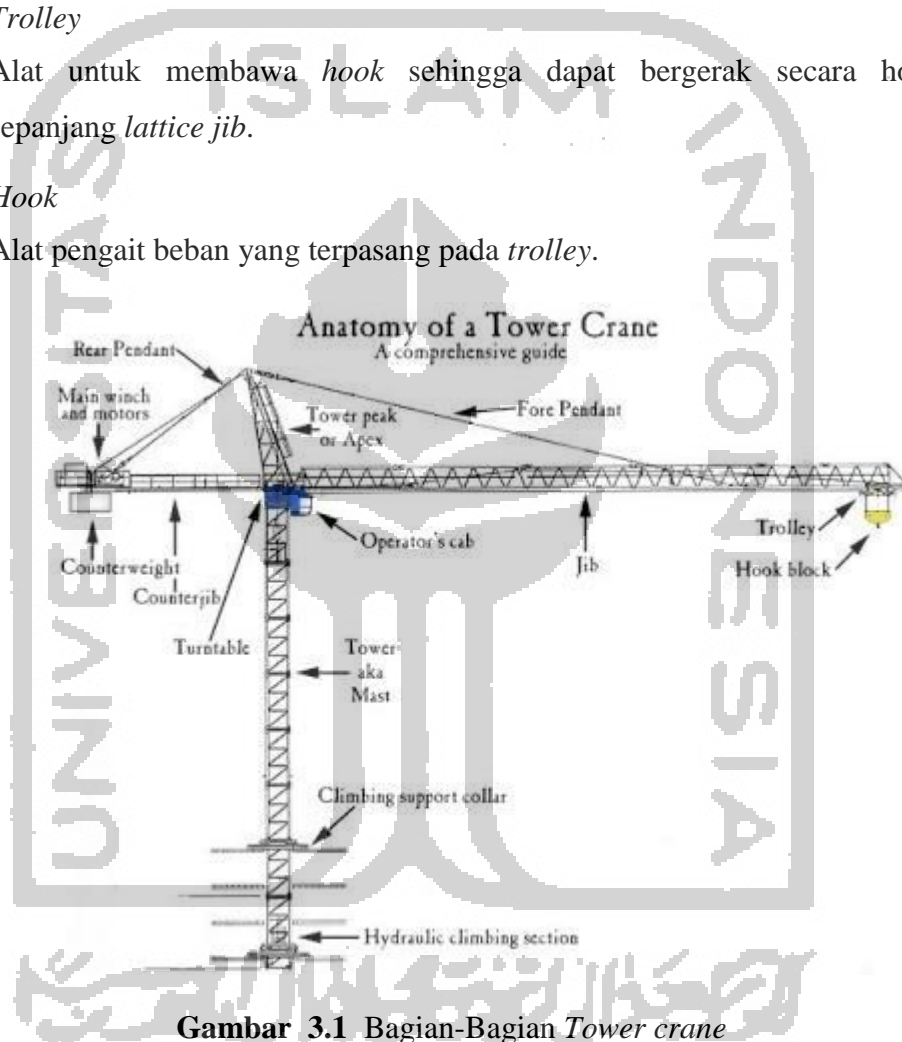 Trolley
Alat untuk membawa hook sehingga dapat bergerak secara
sepanjang lattice jib.
Hook
Alat pengait beban yang terpasang pada trolley.
Anatomy of a Tower Crane
A comprehensive guide
Rear Pendant
Main winch
and motors
Tower peak
or Apex
Fore Pendant
Counterweight
Counterjib
Turntable
Operator's cab
Jib
Trolley
Hook block
Tower
aka
Mast
Climbing support collar
Hydraulic climbing section
UNIVERSITAS
ISLAM
INDONESIA
Gambar 3.1 Bagian-Bagian Tower crane